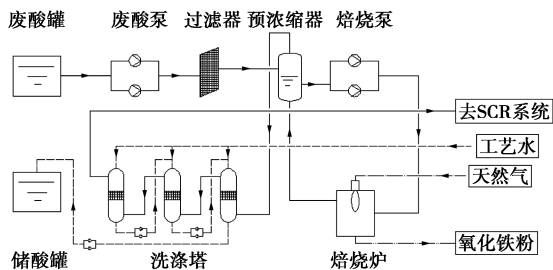 废酸罐 废酸泵 过滤器 预浓缩器 焙烧泵
去SCR系统
工艺水
天然气
储酸罐 洗涤塔 焙烧炉 氧化铁粉